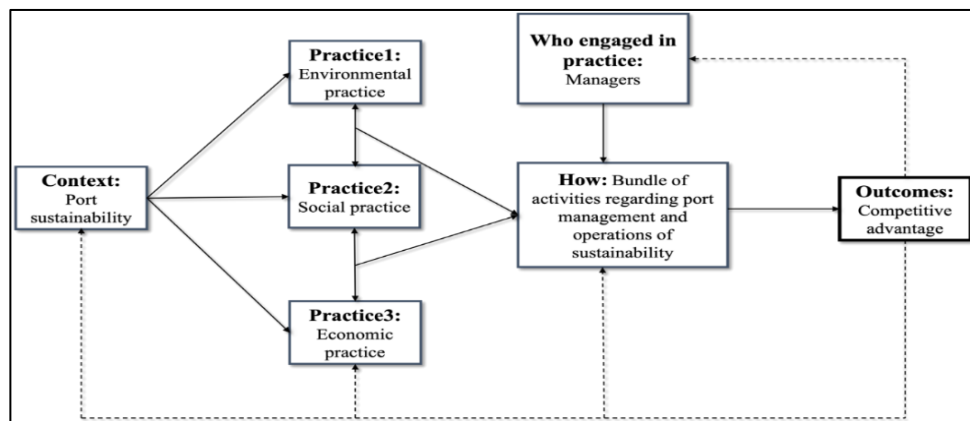 Context:
Port
sustainability
Practice1:
Environmental
practice
Practice2:
Social practice
Practice3:
Economic
practice
Who engaged in
practice:
Managers
How: Bundle of
activities regarding port
management and
operations of
sustainability
Outcomes:
Competitive
advantage